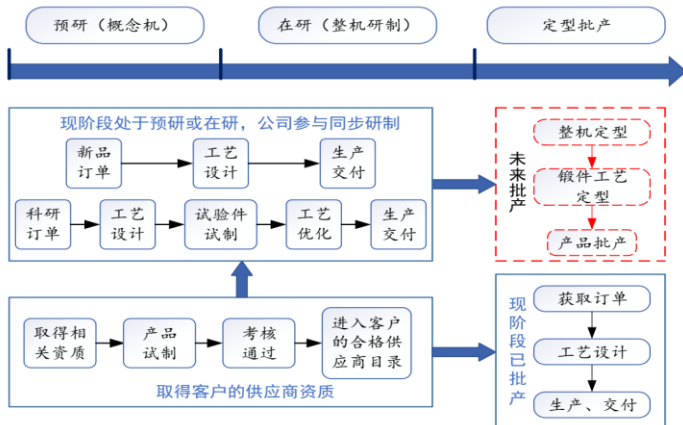 预研（概念机）
在研（整机研制）
定型批产
现阶段处于预研或在研，公司参与同步研制
新品
订单
工艺
设计
生产
交付
科研
订单
工艺
设计
试验件
试制
工艺
优化
生产
交付
未来批产
整机定型
锻件工艺
定型
产品批产
取得相
关资质
产品
试制
考核
通过
进入客户
的合格供
应商目录
取得客户的供应商资质
现阶段已批产
获取订单
工艺设计
生产、交付